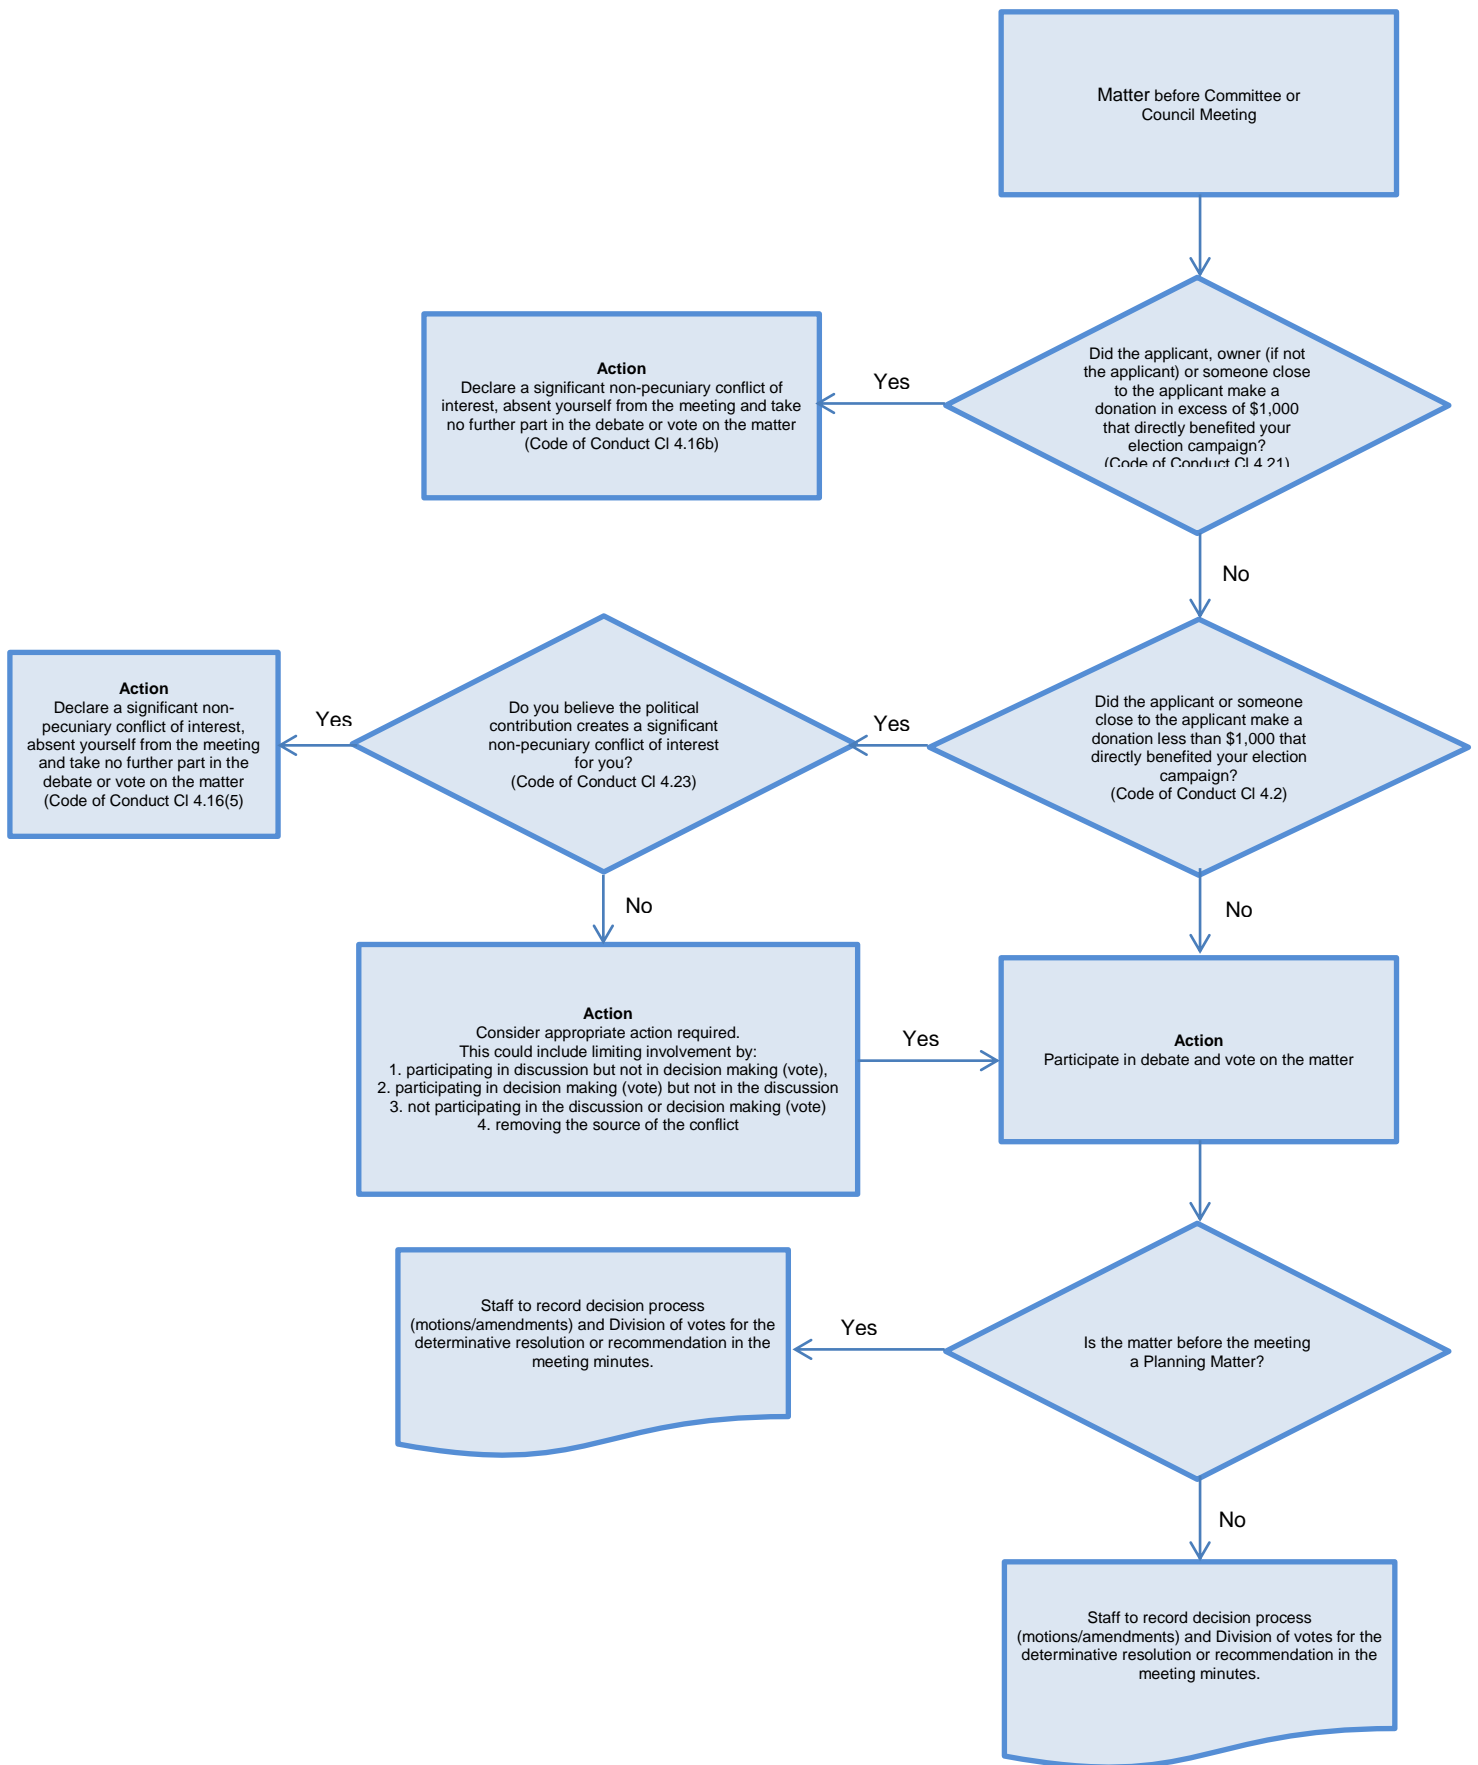 Matter before Committee or
Council Meeting
Did the applicant, owner (if not
the applicant) or someone close
to the applicant make a
donation in excess of $1,000
that directly benefited your
election campaign?
(Code of Conduct Cl 4.21)
Yes
Action
Declare a significant non-pecuniary conflict of
interest, absent yourself from the meeting and take
no further part in the debate or vote on the matter
(Code of Conduct Cl 4.16b)
No
Did the applicant or someone
close to the applicant make a
donation less than $1,000 that
directly benefited your election
campaign?
(Code of Conduct Cl 4.2)
Yes
Do you believe the political
contribution creates a significant
non-pecuniary conflict of interest
for you?
(Code of Conduct Cl 4.23)
Yes
Action
Declare a significant non-
pecuniary conflict of interest,
absent yourself from the meeting
and take no further part in the
debate or vote on the matter
(Code of Conduct Cl 4.16(5)
No
No
Action
Consider appropriate action required.
This could include limiting involvement by:
1. participating in discussion but not in decision making (vote),
2. participating in decision making (vote) but not in the discussion
3. not participating in the discussion or decision making (vote)
4. removing the source of the conflict
Yes
Action
Participate in debate and vote on the matter
Is the matter before the meeting
a Planning Matter?
Yes
Staff to record decision process
(motions/amendments) and Division of votes for the
determinative resolution or recommendation in the
meeting minutes.
No
Staff to record decision process
(motions/amendments) and Division of votes for the
determinative resolution or recommendation in the
meeting minutes.